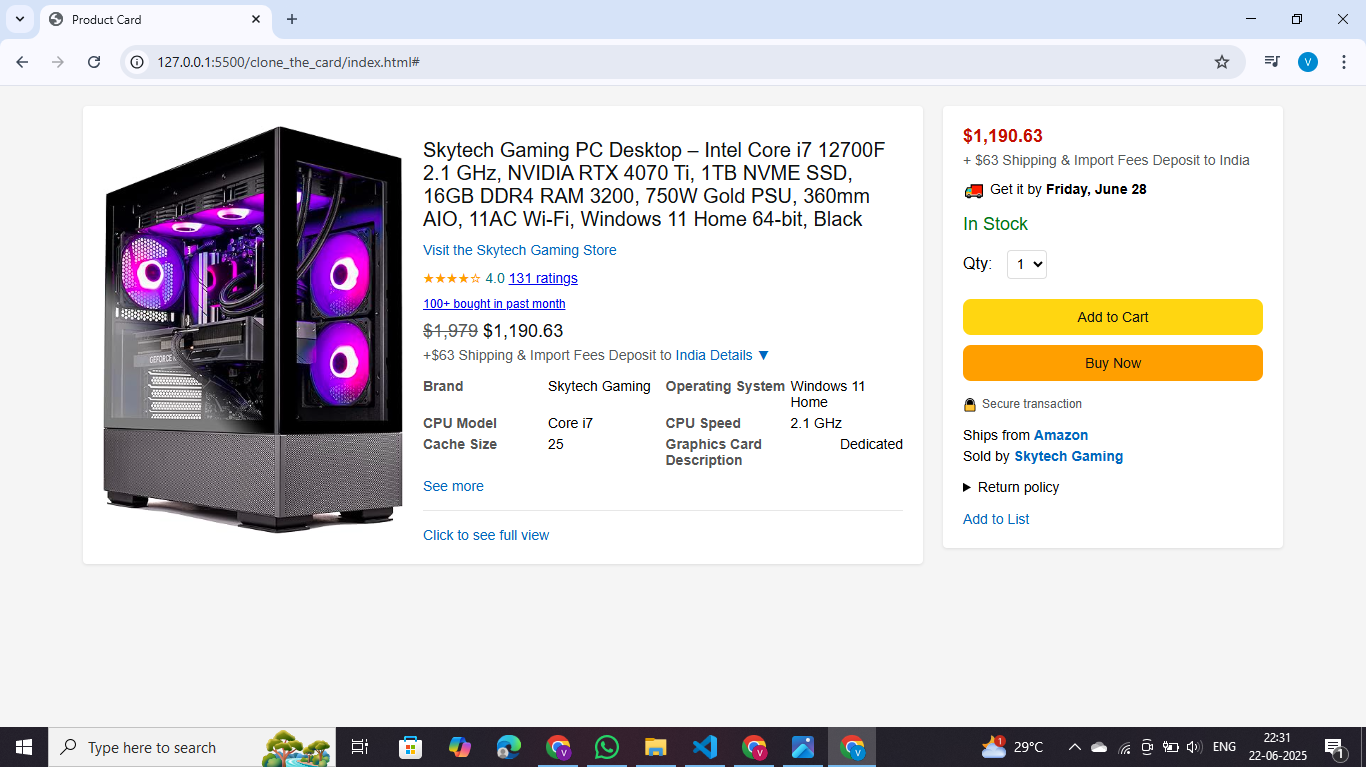 Product Card
127.0.0.1:5500/clone_the_card/index.html#
V
GEFORCE
Skytech Gaming PC Desktop – Intel Core i7 12700F
2.1 GHz, NVIDIA RTX 4070 Ti, 1TB NVME SSD,
16GB DDR4 RAM 3200, 750W Gold PSU, 360mm
AIO, 11AC Wi-Fi, Windows 11 Home 64-bit, Black
Visit the Skytech Gaming Store
★★★★☆ 4.0 131 ratings
100+ bought in past month
$1,979 $1,190.63
+$63 Shipping & Import Fees Deposit to India Details ▼
Brand Skytech Gaming Operating System Windows 11
Home
CPU Model Core i7 CPU Speed 2.1 GHz
Cache Size 25 Graphics Card Dedicated
Description
See more
Click to see full view
$1,190.63
+ $63 Shipping & Import Fees Deposit to India
Get it by Friday, June 28
In Stock
Qty: 1
Add to Cart
Buy Now
Secure transaction
Ships from Amazon
Sold by Skytech Gaming
▶ Return policy
Add to List
Type here to search
V
V
V
1
29°C
ENG
22:31
22-06-2025
1